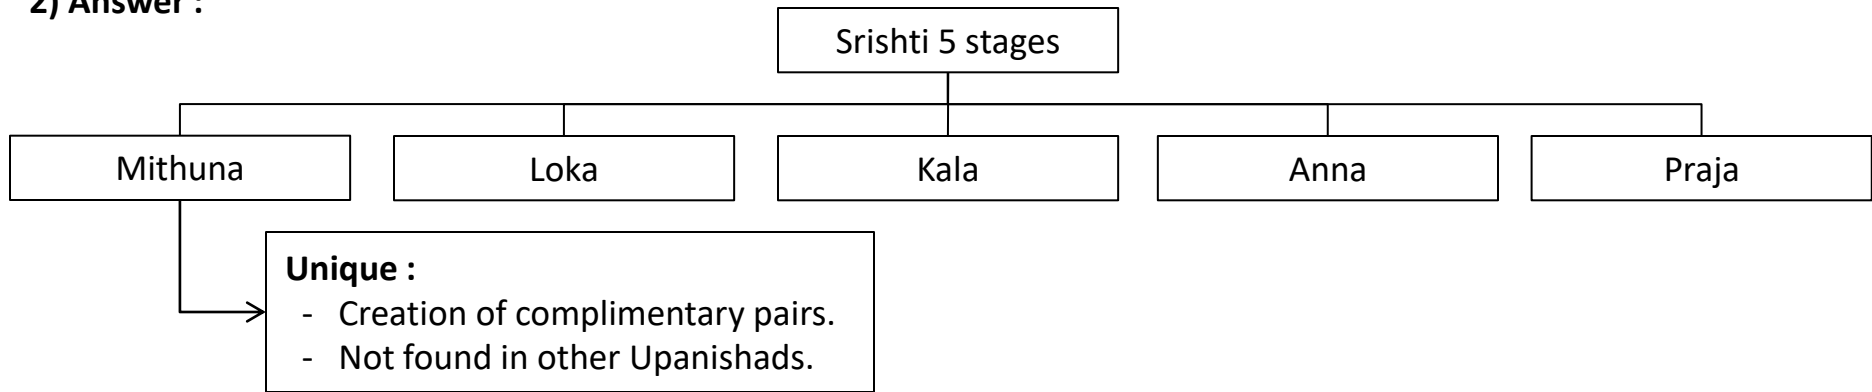 2) Answer :
Srishti 5 stages
Mithuna Loka Kala Anna Praja
Unique :
- Creation of complimentary pairs.
- Not found in other Upanishads.